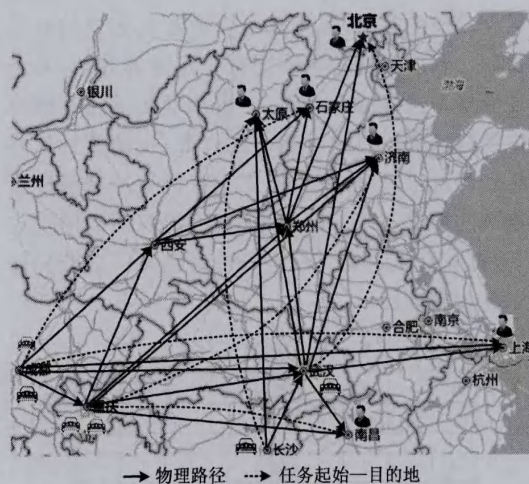 北京
天津
渤海
银川
太原
石家庄
济南
兰州
郑州
西安
合肥
南京
上海
成都
武汉
杭州
重庆
南昌
长沙
物理路径
任务起始—目的地